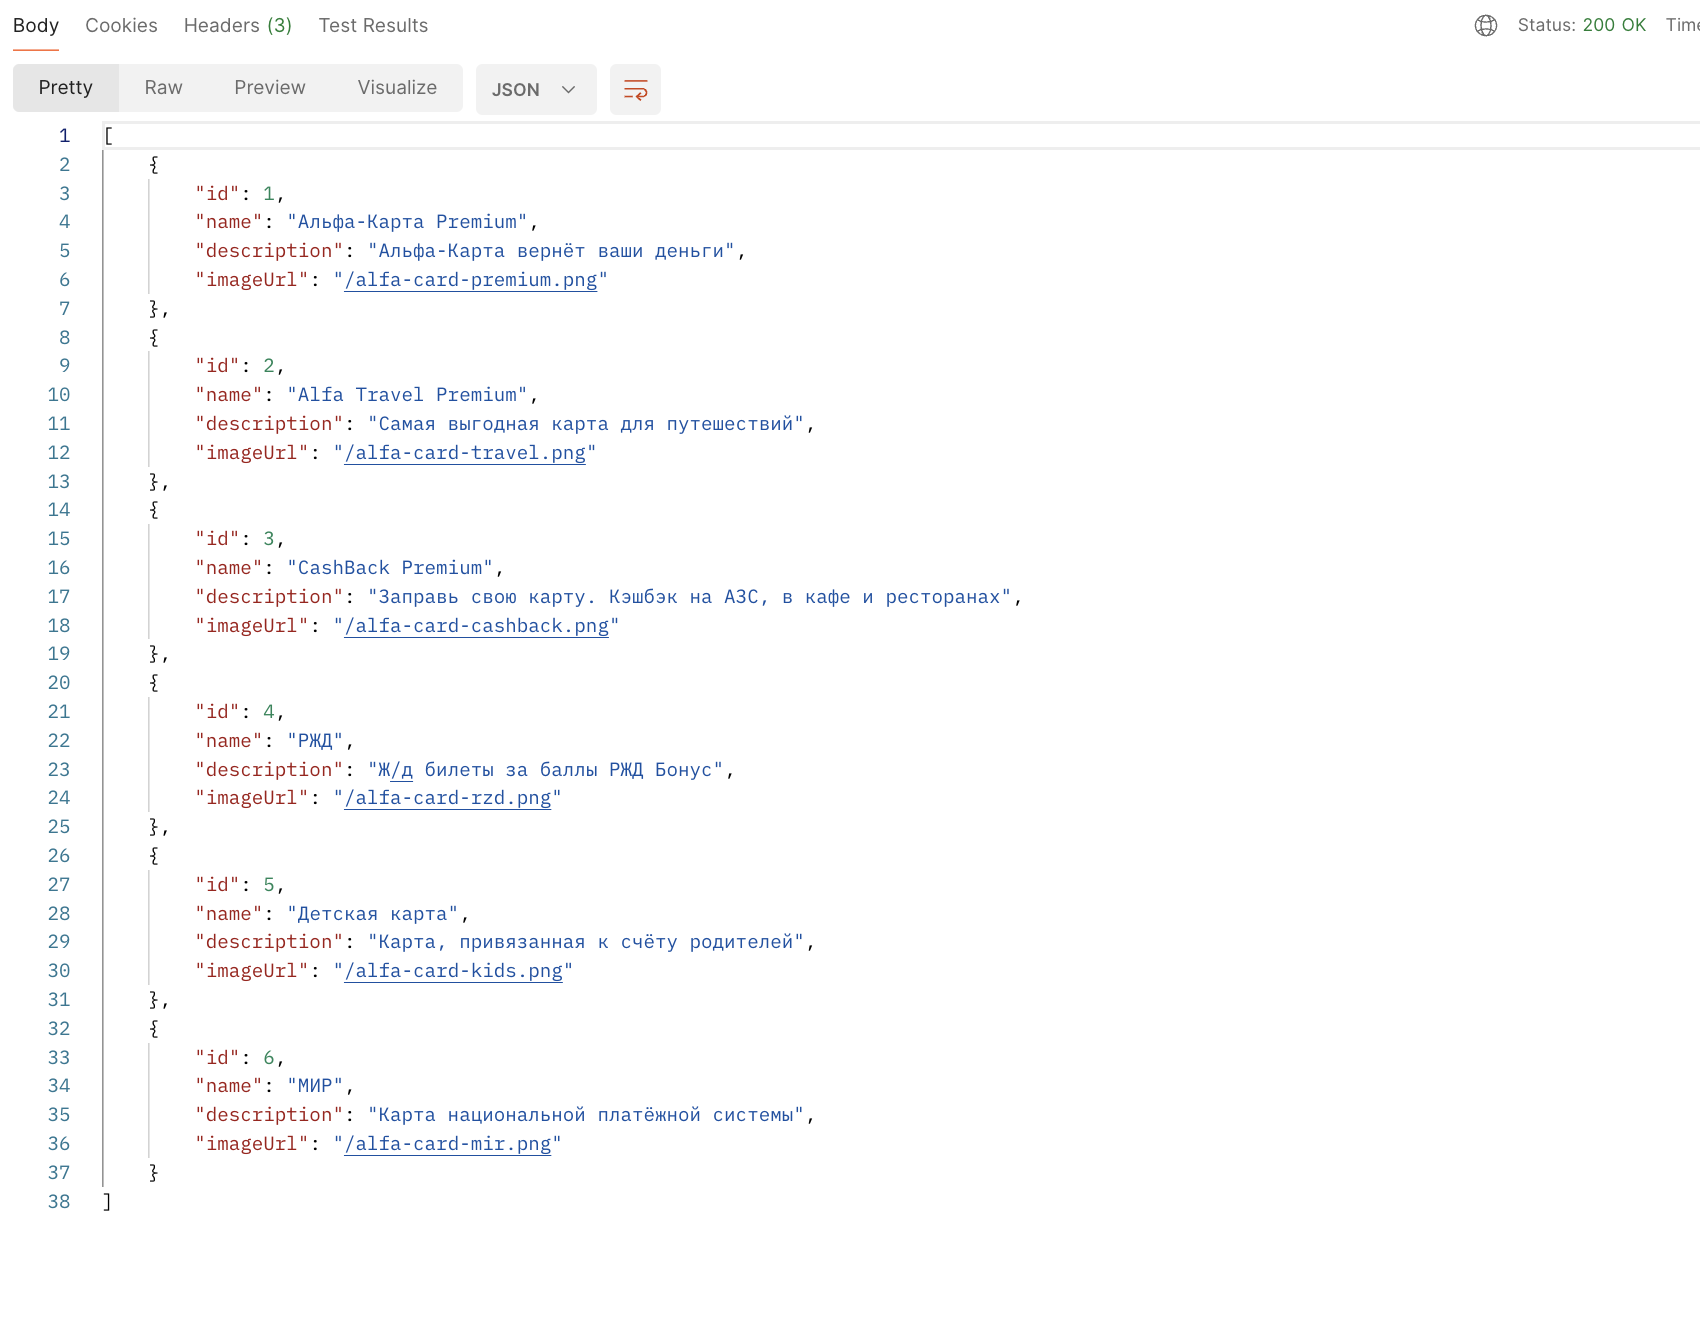 Body Cookies Headers (3) Test Results Status: 200 OK Time
Pretty Raw Preview Visualize JSON
1 [
2 {
3 "id": 1,
4 "name": "Альфа-Карта Premium",
5 "description": "Альфа-Карта вернёт ваши деньги",
6 "imageUrl": "/alfa-card-premium.png"
7 },
8 {
9 "id": 2,
10 "name": "Alfa Travel Premium",
11 "description": "Самая выгодная карта для путешествий",
12 "imageUrl": "/alfa-card-travel.png"
13 },
14 {
15 "id": 3,
16 "name": "CashBack Premium",
17 "description": "Заправь свою карту. Кэшбэк на АЗС, в кафе и ресторанах",
18 "imageUrl": "/alfa-card-cashback.png"
19 },
20 {
21 "id": 4,
22 "name": "РЖД",
23 "description": "Ж/д билеты за баллы РЖД Бонус",
24 "imageUrl": "/alfa-card-rzd.png"
25 },
26 {
27 "id": 5,
28 "name": "Детская карта",
29 "description": "Карта, привязанная к счёту родителей",
30 "imageUrl": "/alfa-card-kids.png"
31 },
32 {
33 "id": 6,
34 "name": "МИР",
35 "description": "Карта национальной платёжной системы",
36 "imageUrl": "/alfa-card-mir.png"
37 }
38 ]